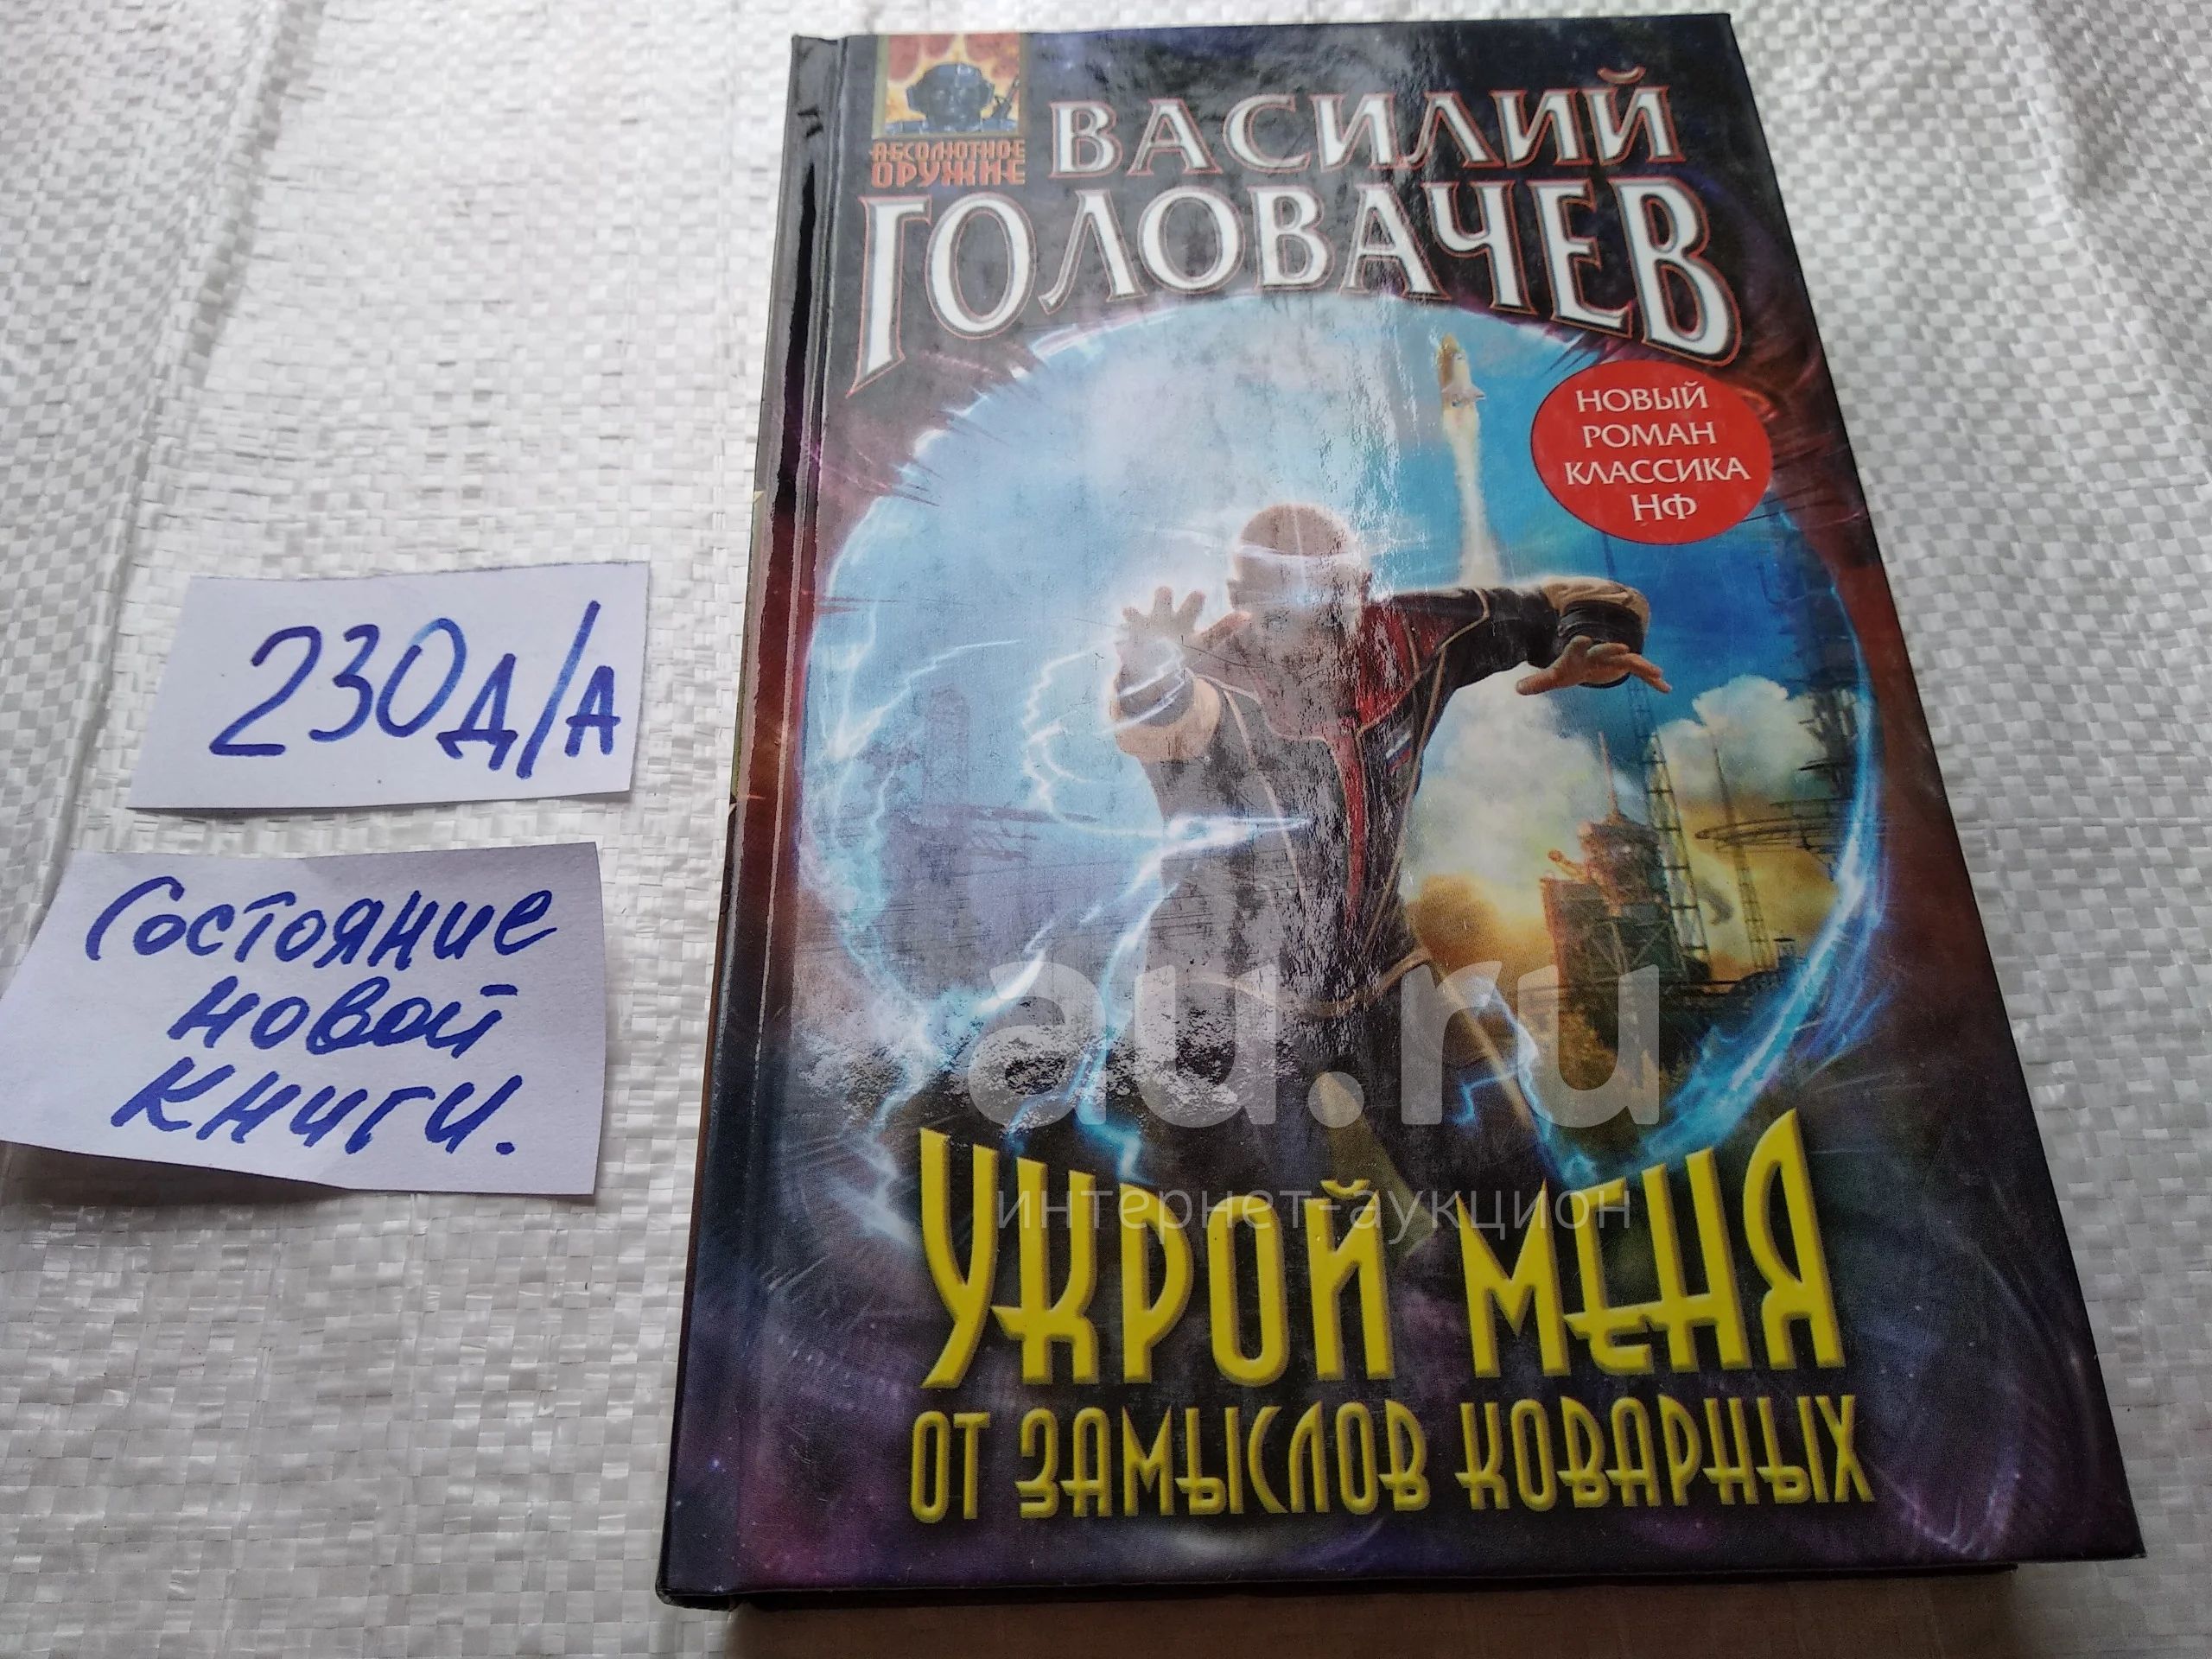 АБСОЛЮТНОЕ
ОРУЖИЕ
ВАСИЛИЙ
ГОЛОВАЧЕВ
НОВЫЙ
РОМАН
КЛАССИКА
НФ
230д/А
Состояние
новой
книги.
au.ru
интернет-аукцион
УКРОЙ МЕНЯ
ОТ ЗАМЫСЛОВ КОВАРНЫХ